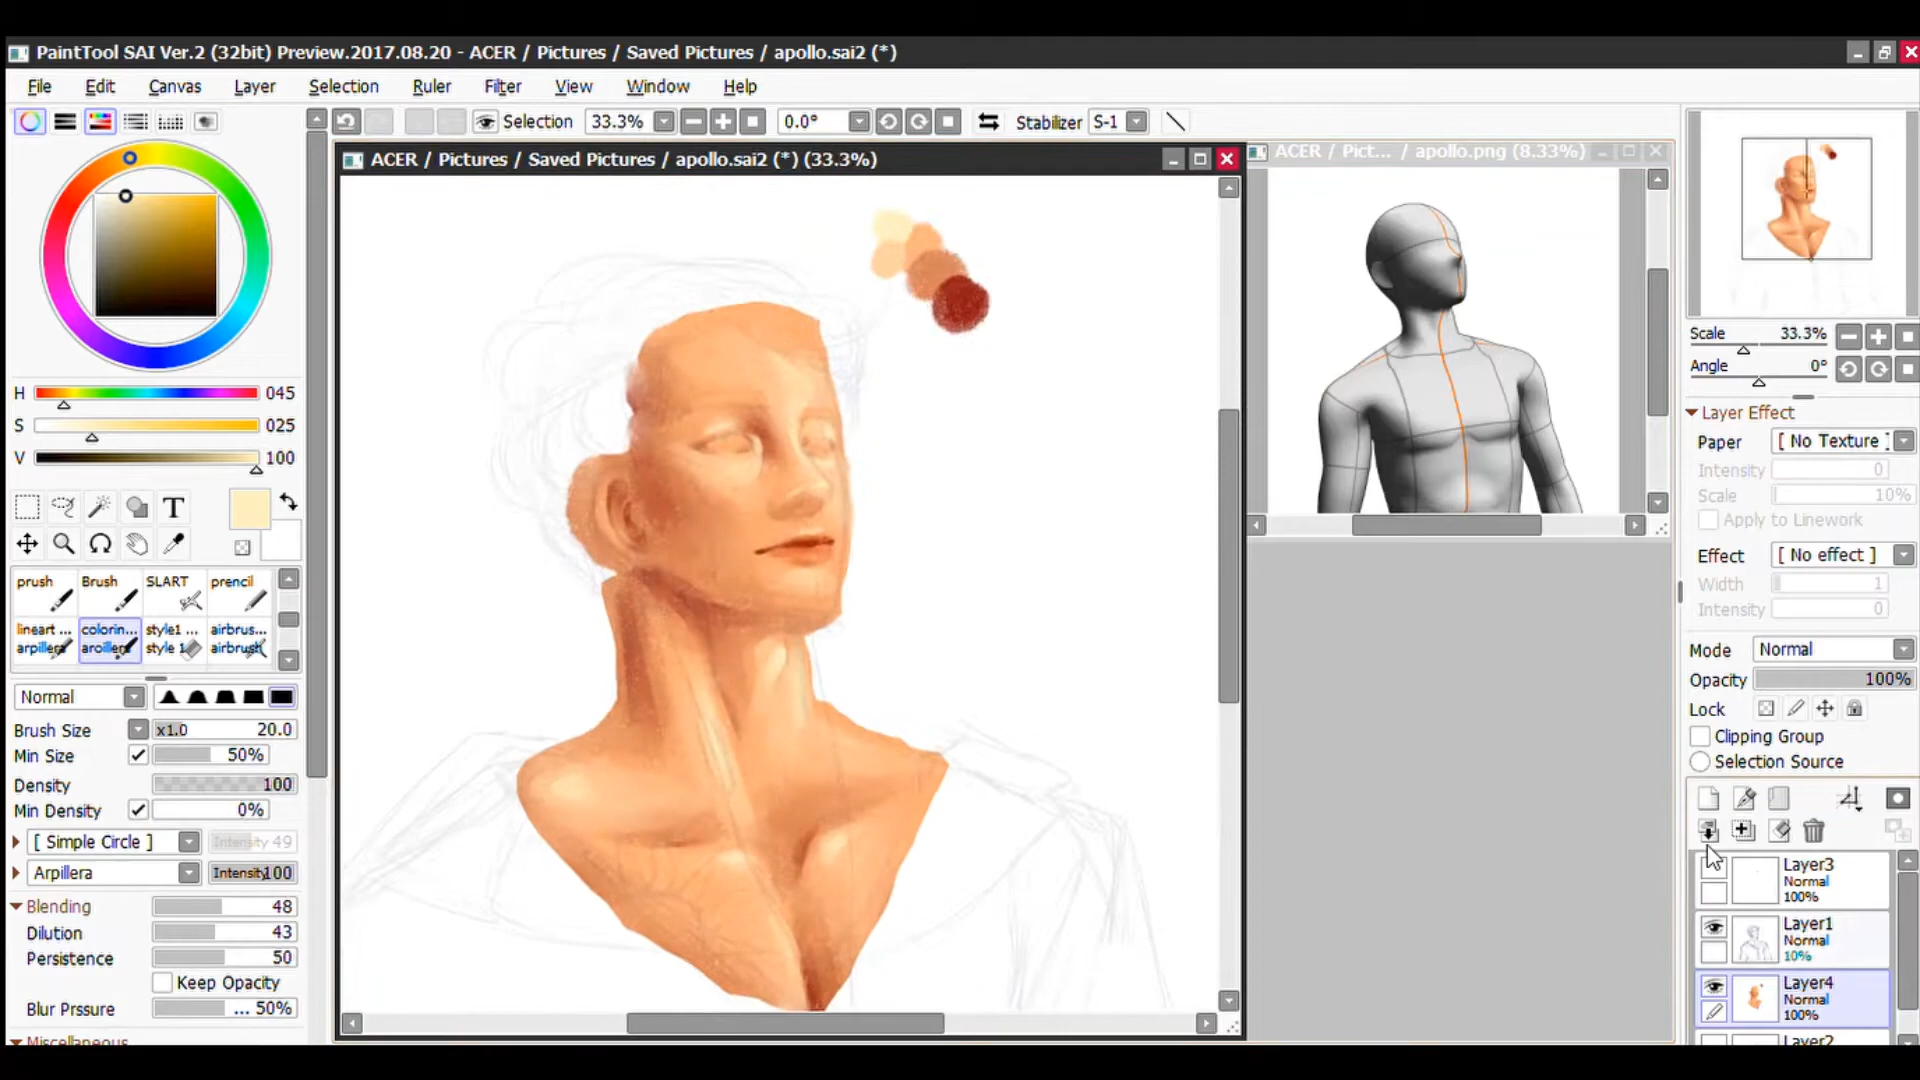 PaintTool SAI Ver.2 (32bit) Preview.2017.08.20 - ACER / Pictures / Saved Pictures / apollo.sai2 (*)
File Edit Canvas Layer Selection Ruler Filter View Window Help
Selection 33.3% 0.0° Stabilizer S-1
ACER / Pictures / Saved Pictures / apollo.sai2 (*) (33.3%)
ACER / Pict... / apollo.png (8.33%)
H 045
S 025
V 100
T
prush Brush SLART prencil
lineart ... colorin... style1 ... airbrus...
arpillera aroillera style 1 airbrush
Normal
Brush Size x1.0 20.0
Min Size 50%
Density 100
Min Density 0%
[ Simple Circle ] Intensity 49
Arpillera Intensity 100
Blending 48
Dilution 43
Persistence 50
Keep Opacity
Blur Prssure ... 50%
Miscellaneous
Scale 33.3%
Angle 0°
Layer Effect
Paper [ No Texture ]
Intensity 0
Scale 10%
Apply to Linework
Effect [ No effect ]
Width 1
Intensity 0
Mode Normal
Opacity 100%
Lock
Clipping Group
Selection Source
Layer3
Normal
100%
Layer1
Normal
10%
Layer4
Normal
100%
Layer2